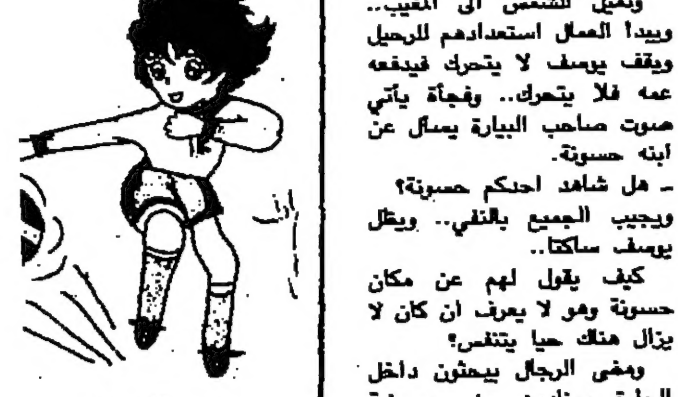 وتميل الشمس الى المغيب..
ويبدأ العمال استعدادهم للرحيل
ويقف يوسف لا يتحرك فيدفعه
عمه فلا يتحرك.. وفجأة يأتي
صوت صاحب البيارة يسأل عن
ابنه حسونة.
ـ هل شاهد احدكم حسونة؟
ويجيب الجميع بالنفي.. ويظل
يوسف ساكتا..
كيف يقول لهم عن مكان
حسونة وهو لا يعرف ان كان لا
يزال هناك حيا يتنفس؟
ومضى الرجال يبحثون داخل